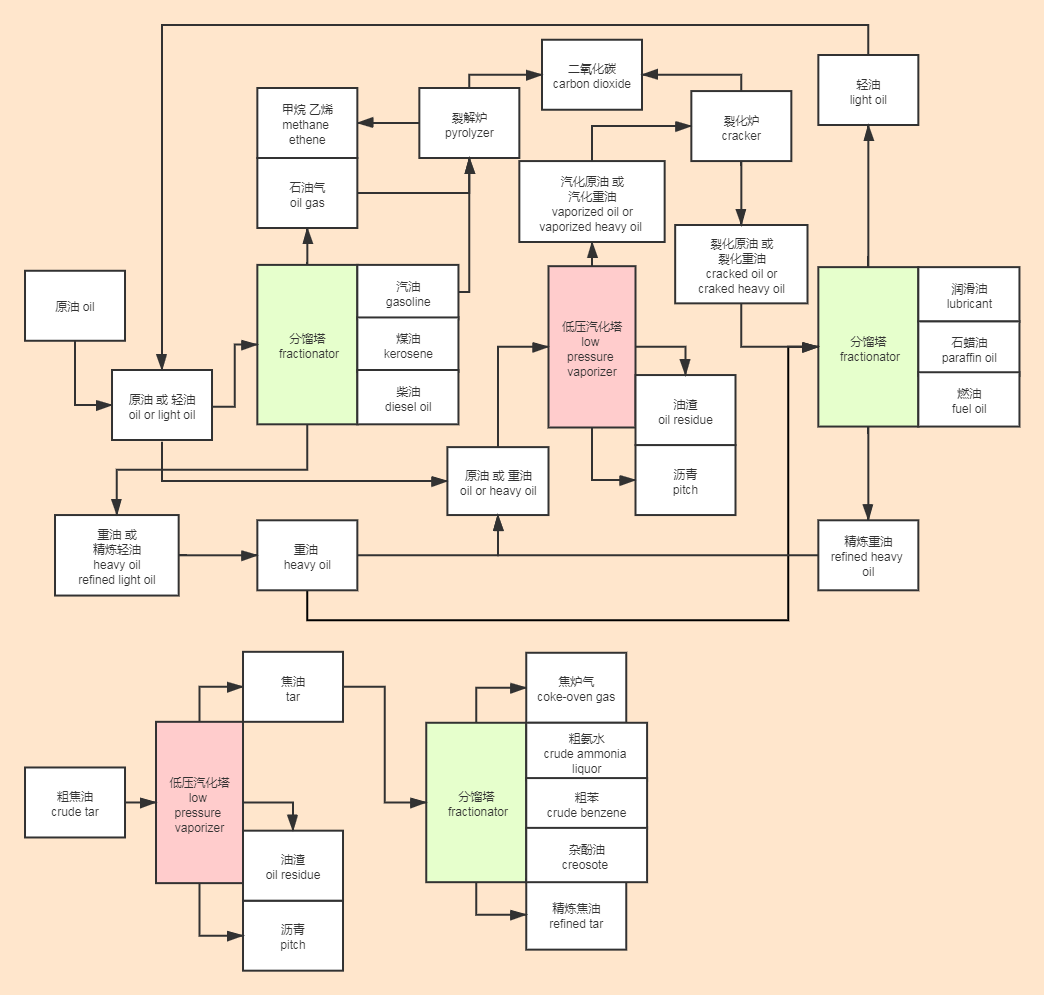 二氧化碳
carbon dioxide
轻油
light oil
甲烷 乙烯
methane
ethene
裂解炉
pyrolyzer
裂化炉
cracker
石油气
oil gas
汽化原油 或
汽化重油
vaporized oil or
vaporized heavy oil
裂化原油 或
裂化重油
cracked oil or
craked heavy oil
原油 oil
分馏塔
fractionator
汽油
gasoline
煤油
kerosene
柴油
diesel oil
低压汽化塔
low
pressure
vaporizer
分馏塔
fractionator
润滑油
lubricant
石蜡油
paraffin oil
燃油
fuel oil
原油 或 轻油
oil or light oil
油渣
oil residue
沥青
pitch
原油 或 重油
oil or heavy oil
重油 或
精炼轻油
heavy oil
refined light oil
重油
heavy oil
精炼重油
refined heavy
oil
焦油
tar
焦炉气
coke-oven gas
粗焦油
crude tar
低压汽化塔
low
pressure
vaporizer
分馏塔
fractionator
粗氨水
crude ammonia
liquor
粗苯
crude benzene
杂酚油
creosote
油渣
oil residue
沥青
pitch
精炼焦油
refined tar